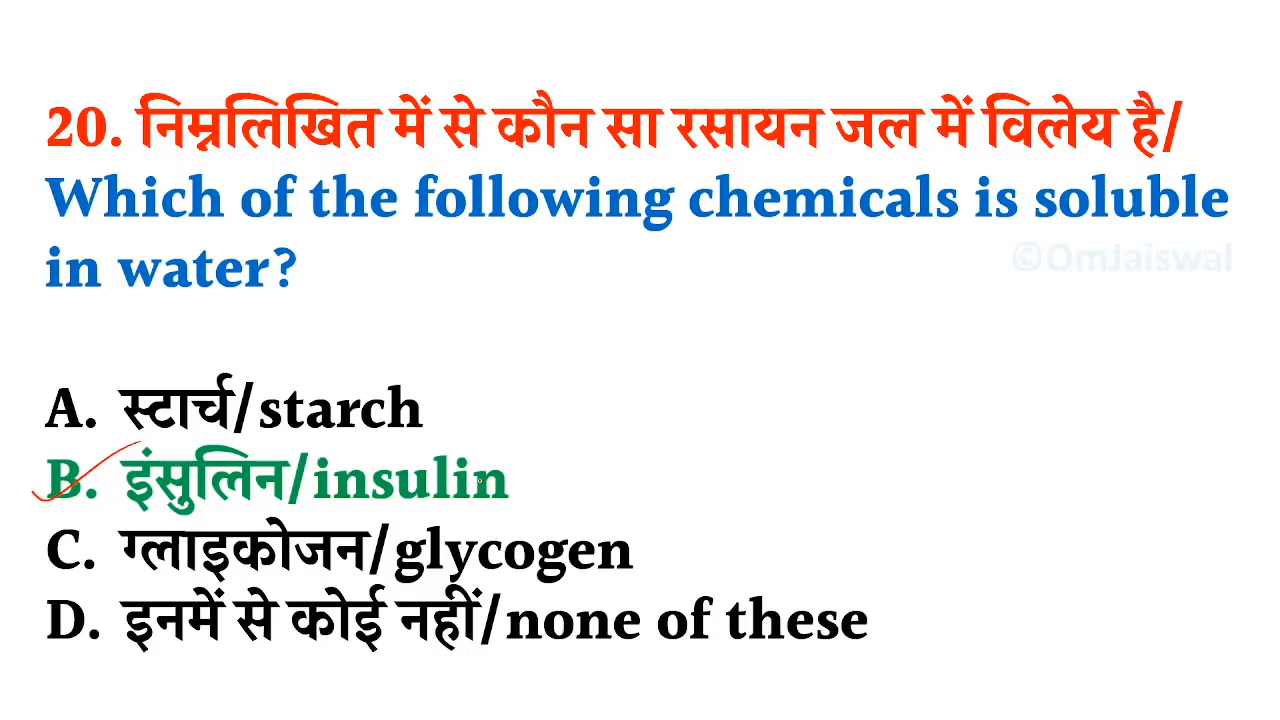 20. निम्नलिखित में से कौन सा रसायन जल में विलेय है/
Which of the following chemicals is soluble
in water?
©OmJaiswal
A. स्टार्च/starch
B. इंसुलिन/insulin
C. ग्लाइकोजन/glycogen
D. इनमें से कोई नहीं/none of these